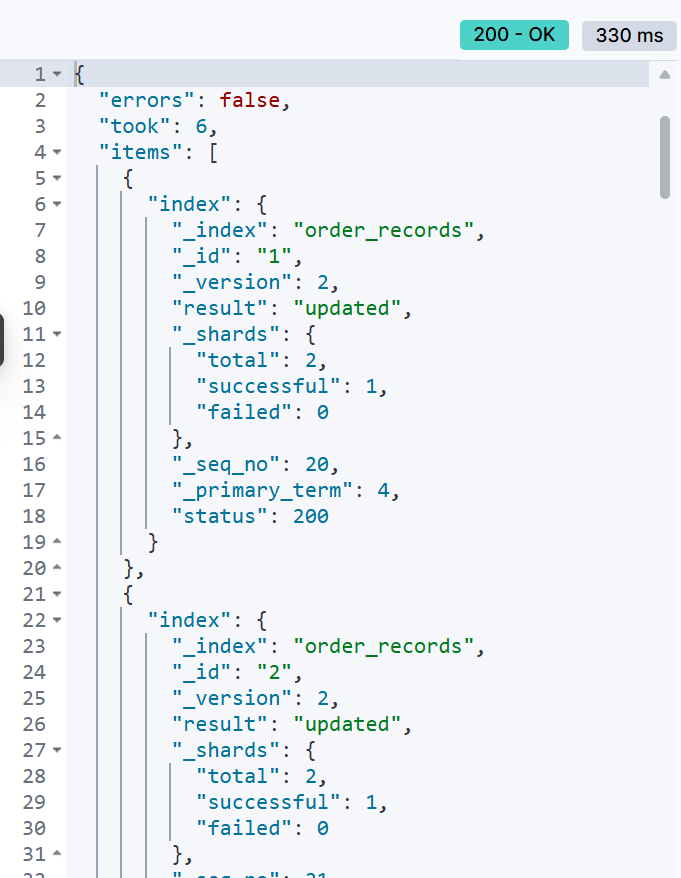 200 - OK 330 ms
1 {
2 "errors": false,
3 "took": 6,
4 "items": [
5 {
6 "index": {
7 "_index": "order_records",
8 "_id": "1",
9 "_version": 2,
10 "result": "updated",
11 "_shards": {
12 "total": 2,
13 "successful": 1,
14 "failed": 0
15 },
16 "_seq_no": 20,
17 "_primary_term": 4,
18 "status": 200
19 }
20 },
21 {
22 "index": {
23 "_index": "order_records",
24 "_id": "2",
25 "_version": 2,
26 "result": "updated",
27 "_shards": {
28 "total": 2,
29 "successful": 1,
30 "failed": 0
31 },